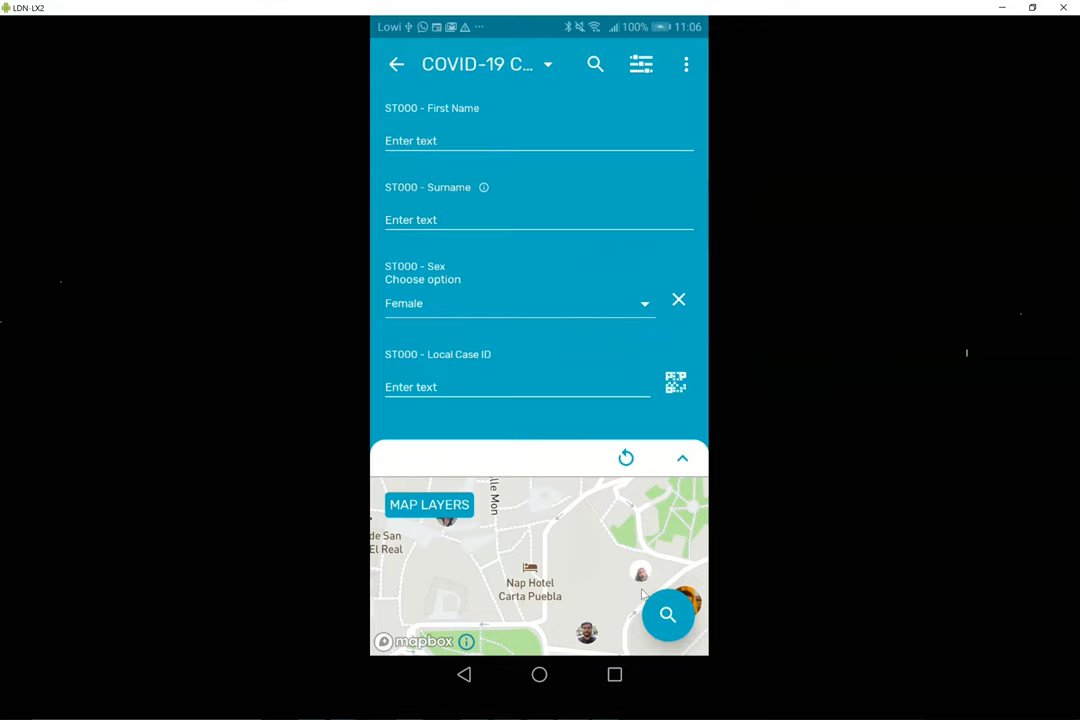 LDN-LX2
Lowi ... 100% 11:06
COVID-19 C...
ST000 - First Name
Enter text
ST000 - Surname
Enter text
ST000 - Sex
Choose option
Female
ST000 - Local Case ID
Enter text
MAP LAYERS
lle Mon
de San
El Real
Nap Hotel
Carta Puebla
mapbox